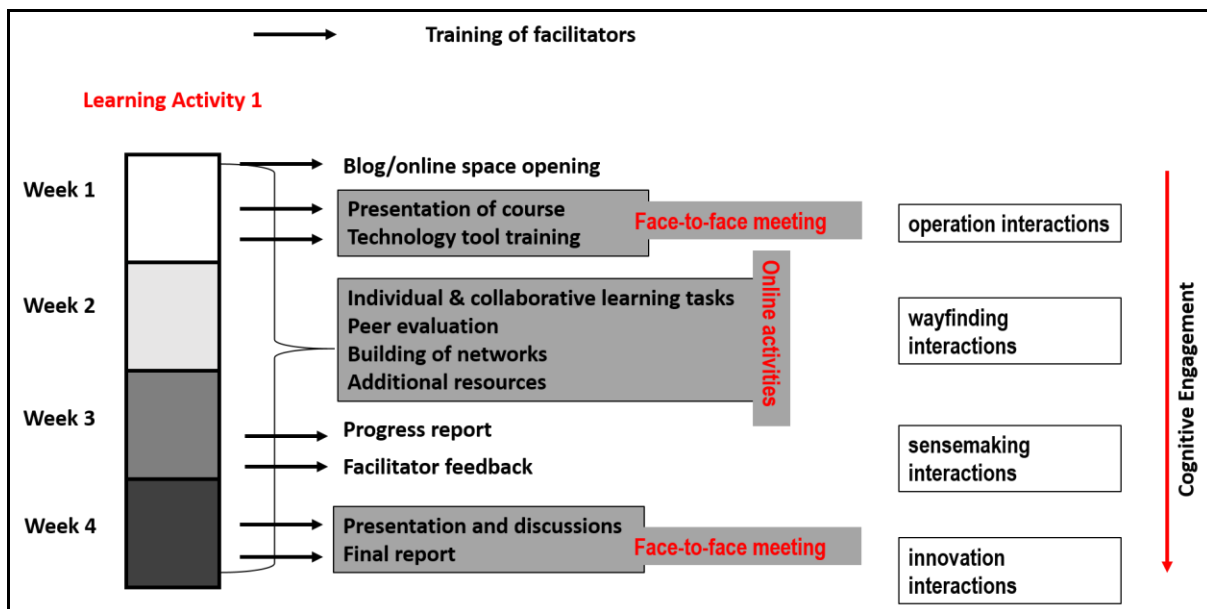 Training of facilitators
Learning Activity 1
Week 1
Blog/online space opening
Presentation of course
Technology tool training
Face-to-face meeting
operation interactions
Week 2
Individual & collaborative learning tasks
Peer evaluation
Building of networks
Additional resources
Online activities
wayfinding
interactions
Week 3
Progress report
Facilitator feedback
sensemaking
interactions
Week 4
Presentation and discussions
Final report
Face-to-face meeting
innovation
interactions
Cognitive Engagement